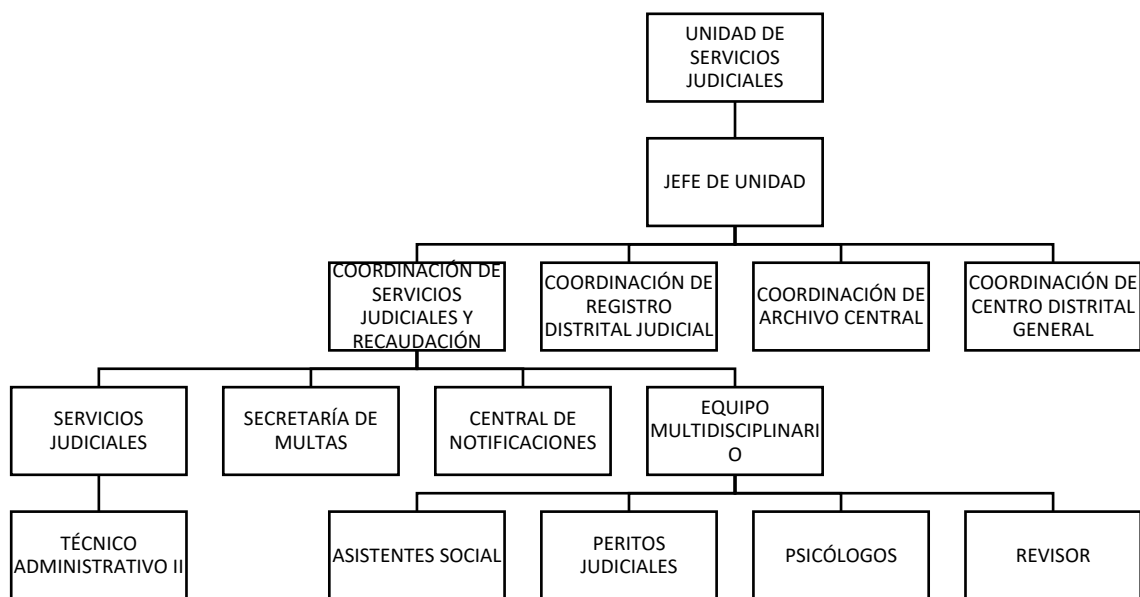 UNIDAD DE
SERVICIOS
JUDICIALES
JEFE DE UNIDAD
COORDINACIÓN DE
SERVICIOS
JUDICIALES Y
RECAUDACIÓN
COORDINACIÓN DE
REGISTRO
DISTRITAL JUDICIAL
COORDINACIÓN DE
ARCHIVO CENTRAL
COORDINACIÓN DE
CENTRO DISTRITAL
GENERAL
SERVICIOS
JUDICIALES
SECRETARÍA DE
MULTAS
CENTRAL DE
NOTIFICACIONES
EQUIPO
MULTIDISCIPLINARI
O
TÉCNICO
ADMINISTRATIVO II
ASISTENTES SOCIAL
PERITOS
JUDICIALES
PSICÓLOGOS
REVISOR